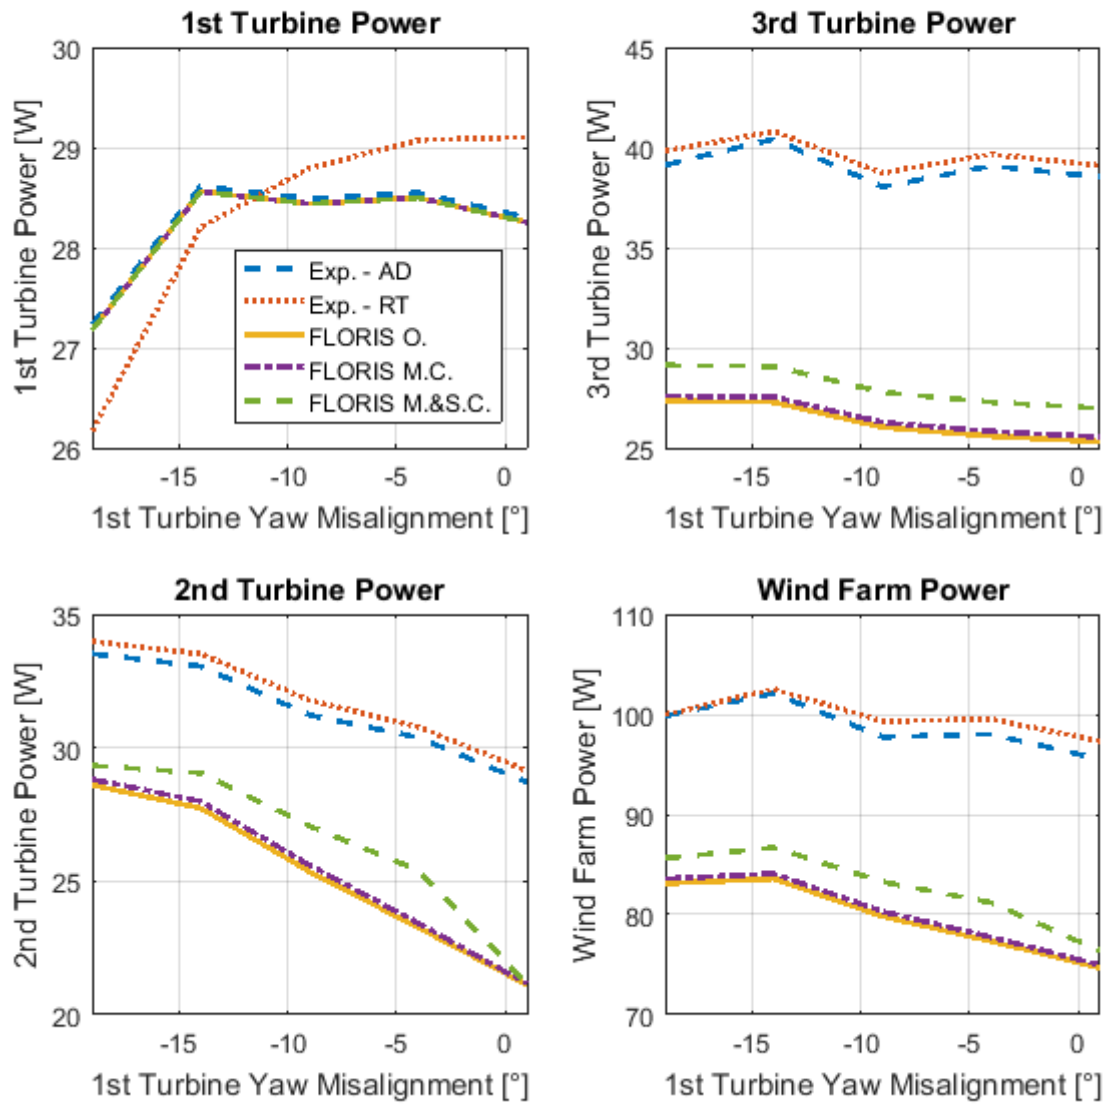 1st Turbine Power
1st Turbine Power [W]
30
29
28
27
26
Exp. - AD
Exp. - RT
FLORIS O.
FLORIS M.C.
FLORIS M.&S.C.
-15 -10 -5 0
1st Turbine Yaw Misalignment [°]
3rd Turbine Power
3rd Turbine Power [W]
45
40
35
30
25
-15 -10 -5 0
1st Turbine Yaw Misalignment [°]
2nd Turbine Power
2nd Turbine Power [W]
35
30
25
20
-15 -10 -5 0
1st Turbine Yaw Misalignment [°]
Wind Farm Power
Wind Farm Power [W]
110
100
90
80
70
-15 -10 -5 0
1st Turbine Yaw Misalignment [°]